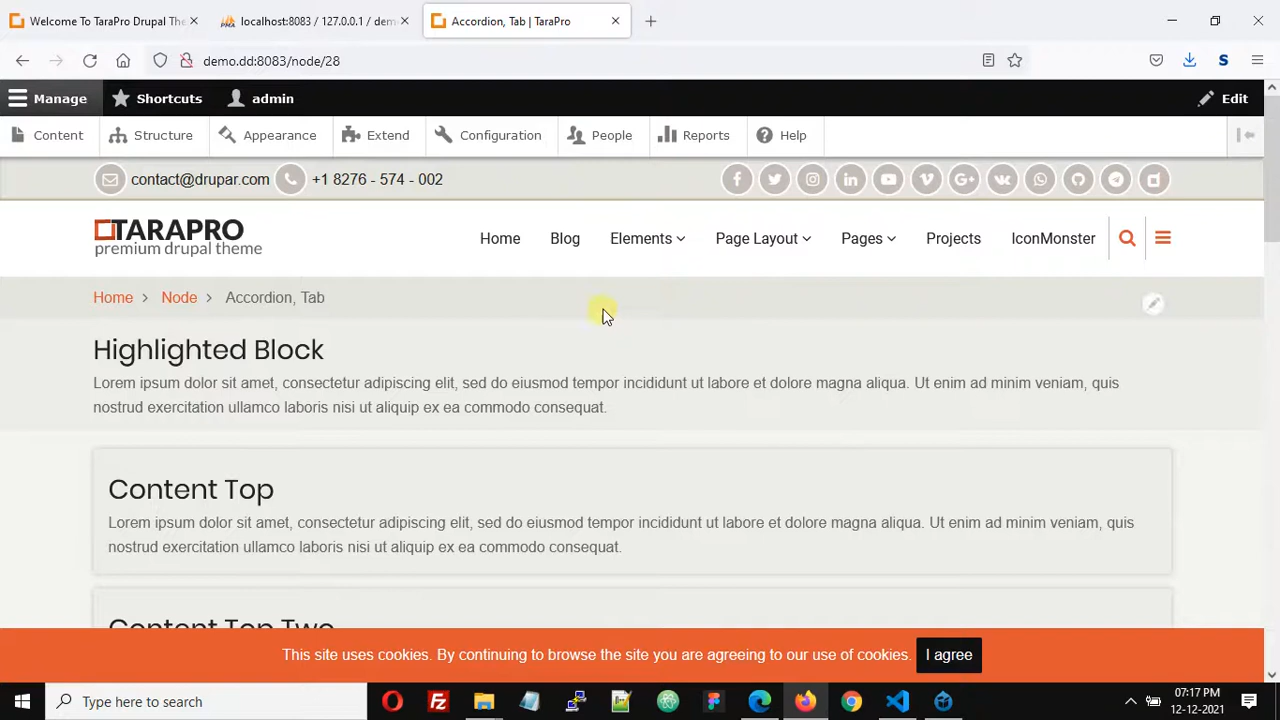 Welcome To TaraPro Drupal The
localhost:8083 / 127.0.0.1 / dem
Accordion, Tab | TaraPro
demo.dd:8083/node/28
S
Manage
Shortcuts
admin
Edit
Content
Structure
Appearance
Extend
Configuration
People
Reports
Help
contact@drupar.com
+1 8276 - 574 - 002
TARAPRO
premium drupal theme
Home
Blog
Elements
Page Layout
Pages
Projects
IconMonster
Home
Node
Accordion, Tab
Highlighted Block
Lorem ipsum dolor sit amet, consectetur adipiscing elit, sed do eiusmod tempor incididunt ut labore et dolore magna aliqua. Ut enim ad minim veniam, quis
nostrud exercitation ullamco laboris nisi ut aliquip ex ea commodo consequat.
Content Top
Lorem ipsum dolor sit amet, consectetur adipiscing elit, sed do eiusmod tempor incididunt ut labore et dolore magna aliqua. Ut enim ad minim veniam, quis
nostrud exercitation ullamco laboris nisi ut aliquip ex ea commodo consequat.
Content Top Two
This site uses cookies. By continuing to browse the site you are agreeing to our use of cookies.
I agree
Type here to search
07:17 PM
12-12-2021